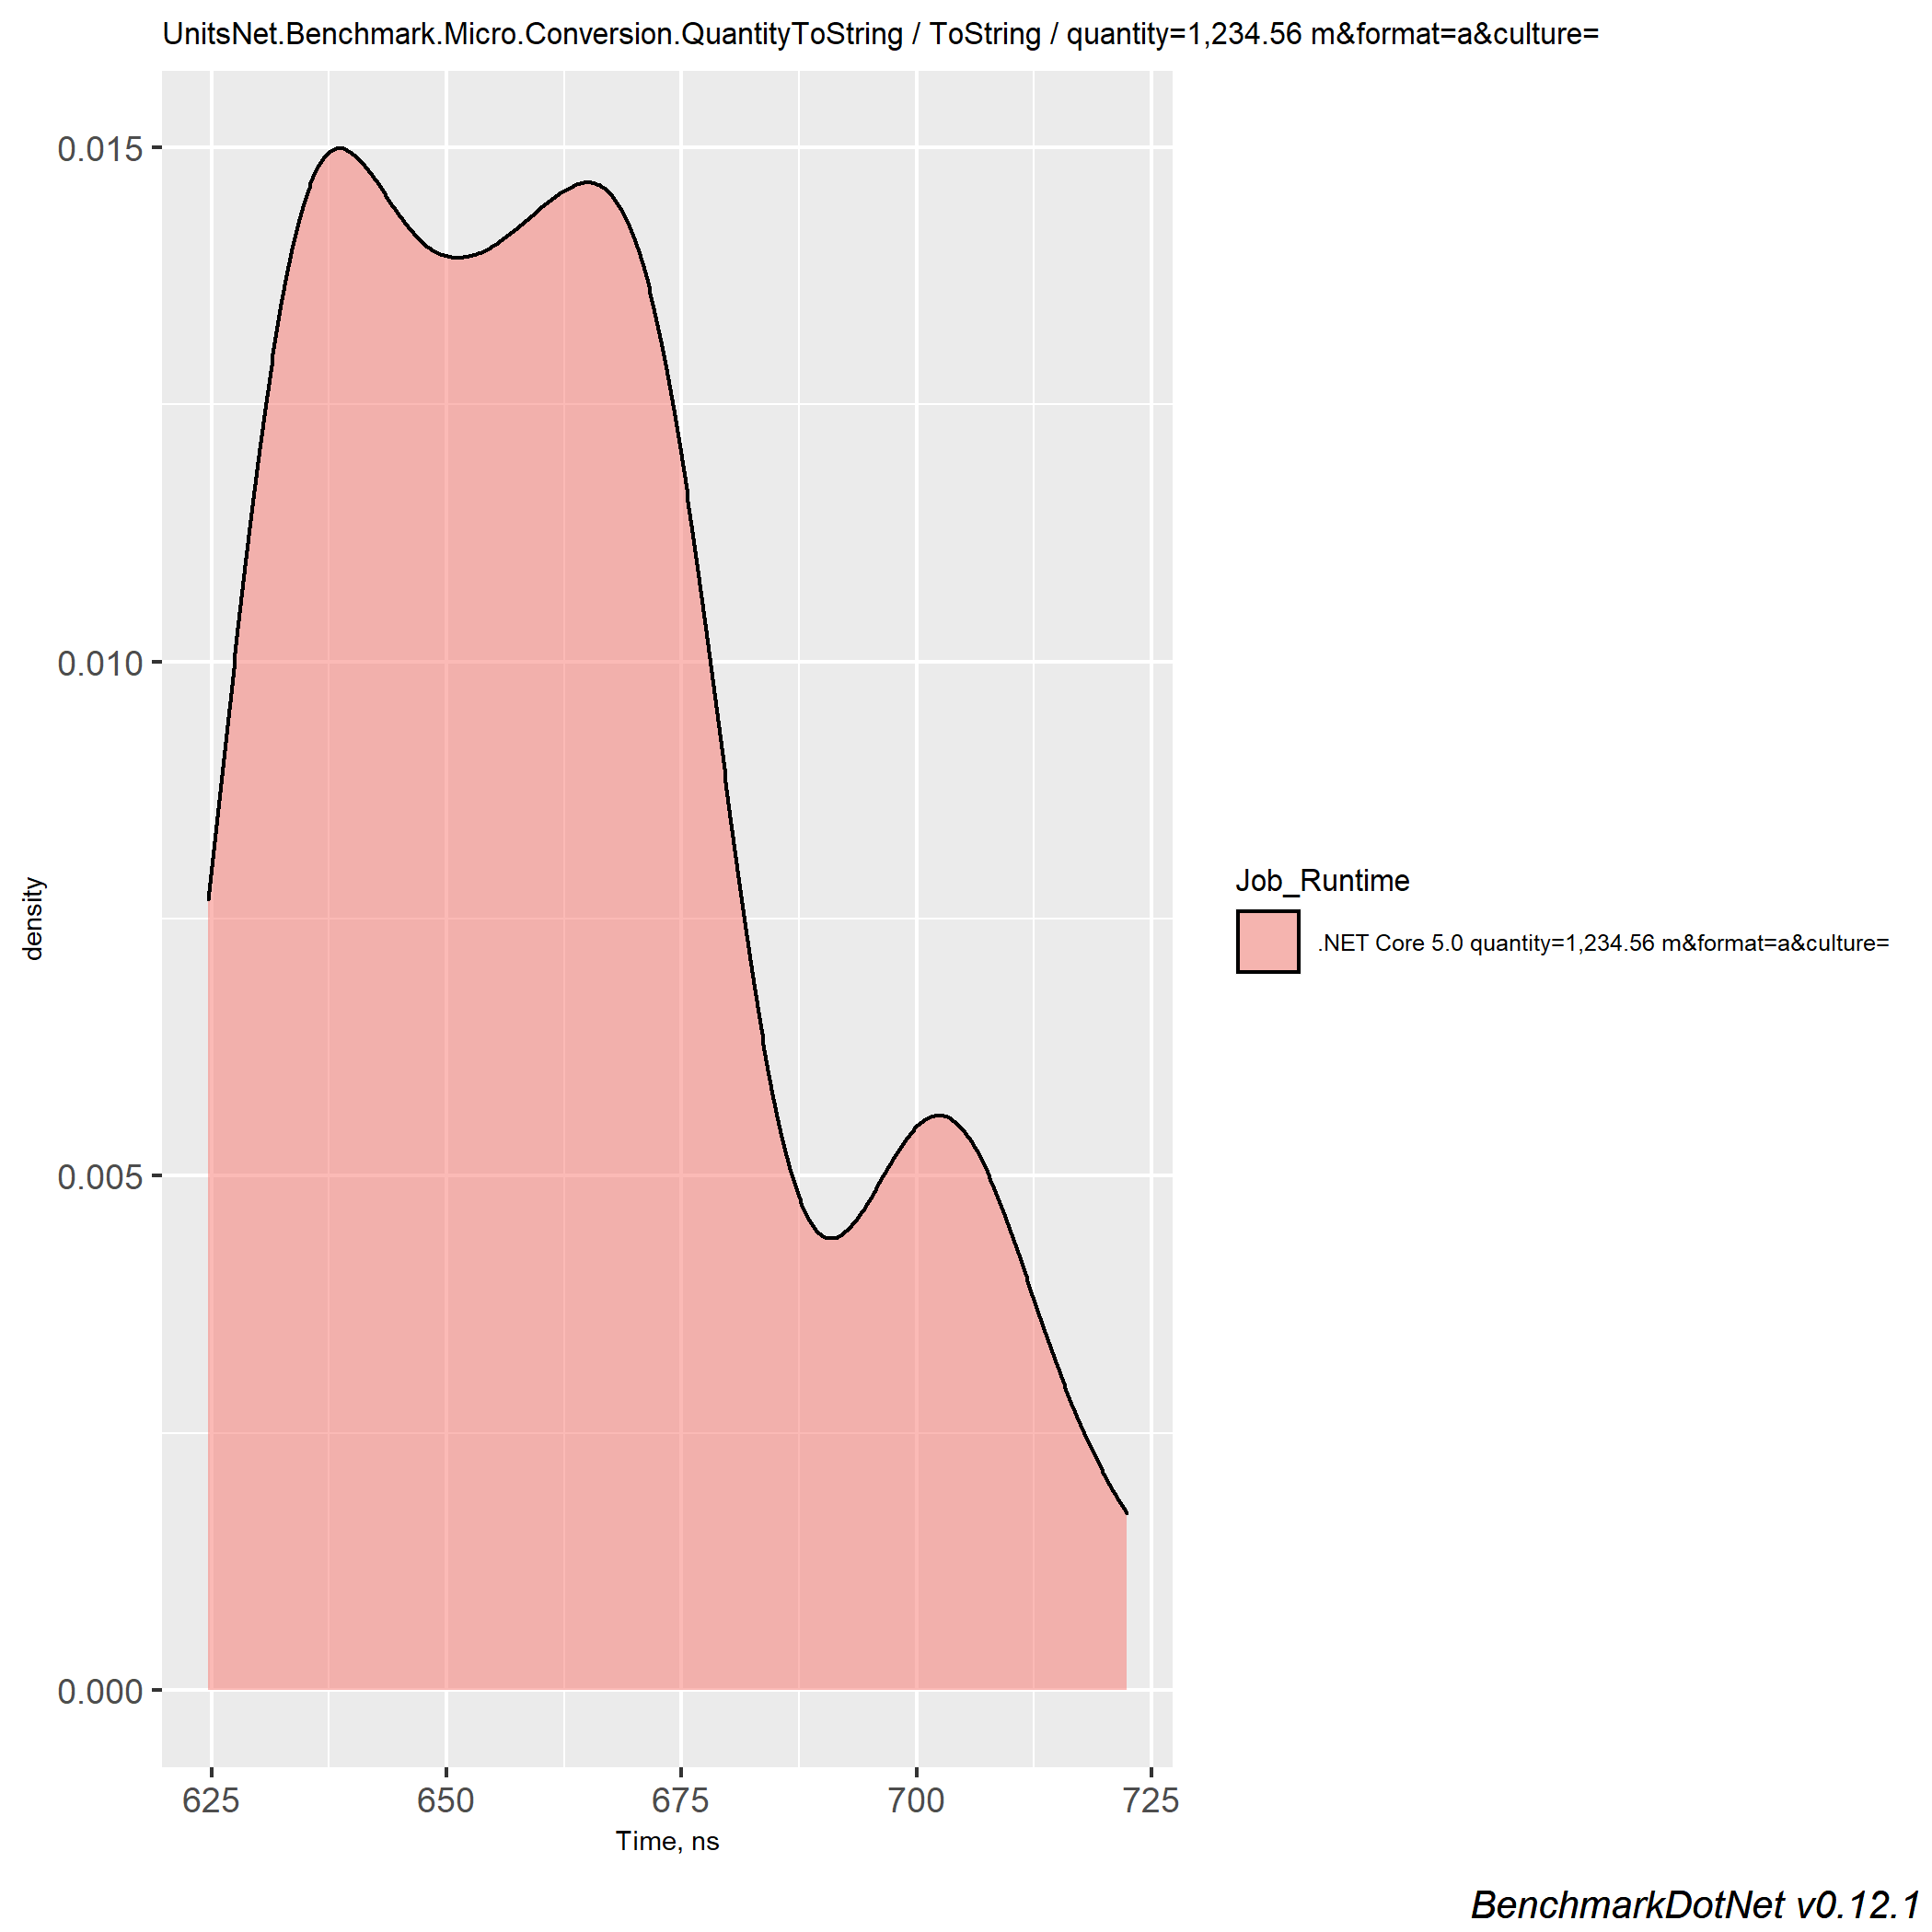 UnitsNet.Benchmark.Micro.Conversion.QuantityToString / ToString / quantity=1,234.56 m&format=a&culture=
0.015
0.010
0.005
0.000
density
625 650 675 700 725
Time, ns
Job_Runtime
.NET Core 5.0 quantity=1,234.56 m&format=a&culture=
BenchmarkDotNet v0.12.1